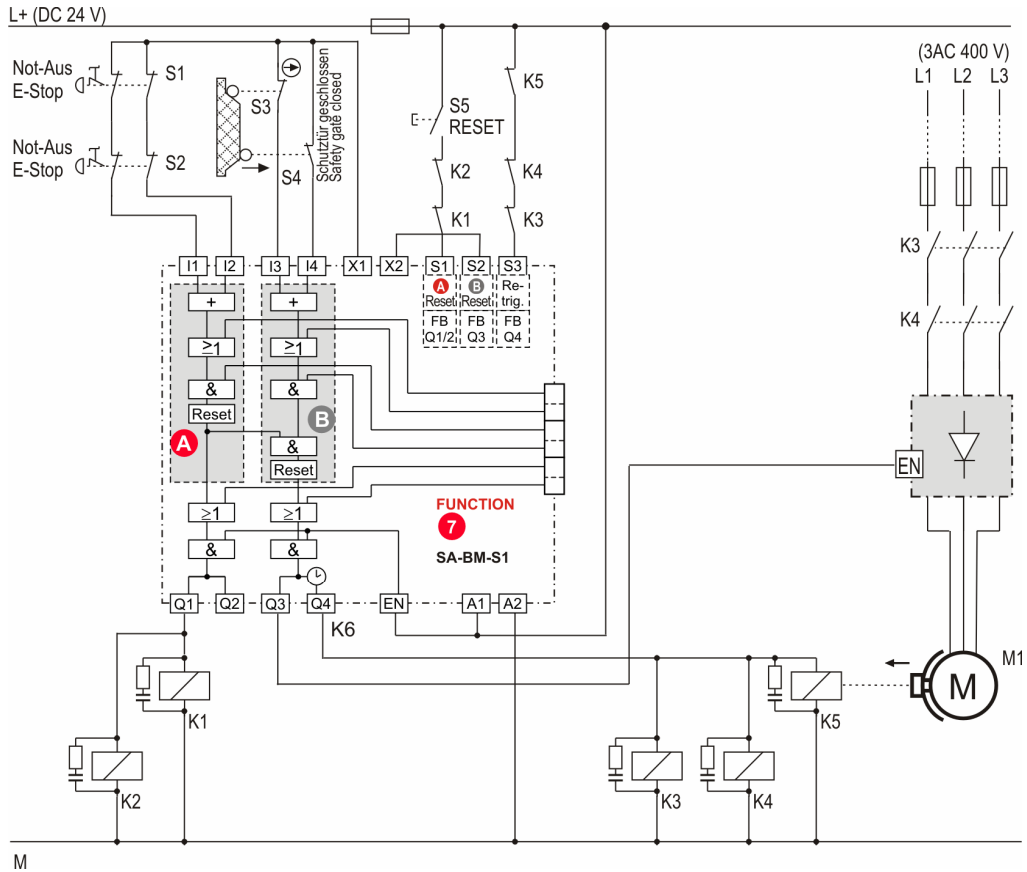 L+ (DC 24 V)
(3AC 400 V)
L1 L2 L3
Not-Aus
E-Stop
S1
S3
Schutztür geschlossen
Safety gate closed
K5
S5
RESET
Not-Aus
E-Stop
S2
S4
K2
K4
K1
K3
K3
K4
I1 I2 I3 I4 X1 X2 S1 S2 S3
A
Reset
B
Reset
Re-
trig.
FB
Q1/2
FB
Q3
FB
Q4
+ +
≥1 ≥1
& &
Reset
A
B
&
Reset
≥1 ≥1
& &
FUNCTION
7
SA-BM-S1
EN
Q1 Q2 Q3 Q4 EN A1 A2
K6
M1
M
K1
K5
K2
K3
K4
M